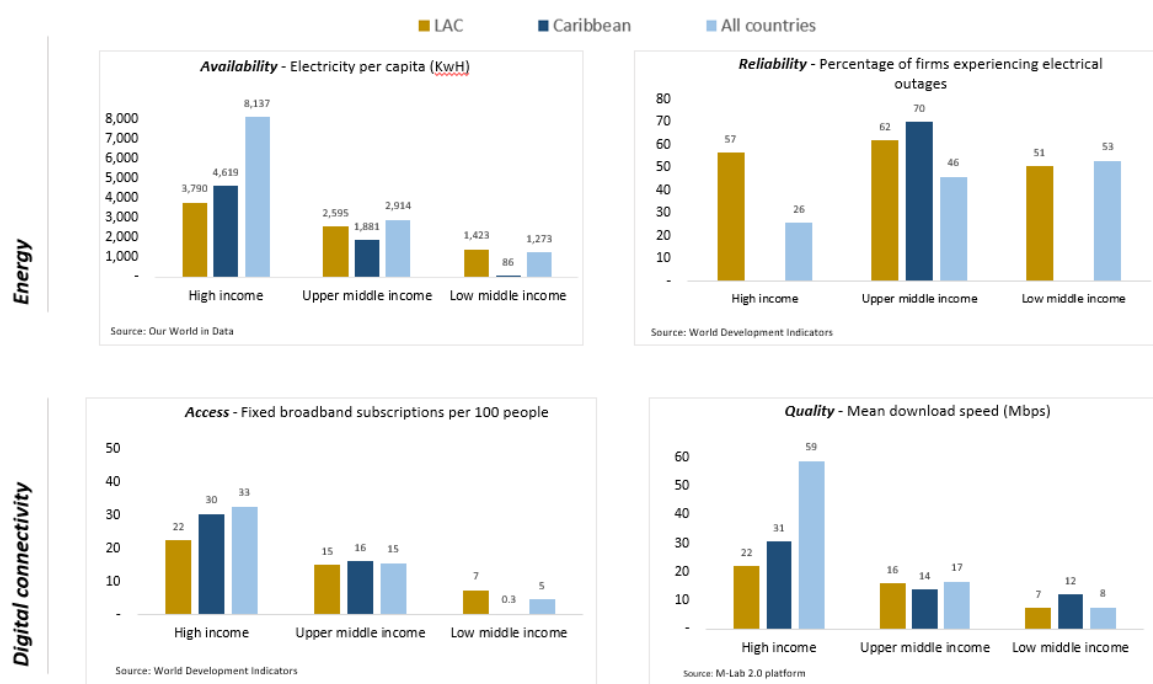 LAC Caribbean All countries
Energy
Availability - Electricity per capita (KwH)
8,000
7,000
6,000
5,000
4,000
3,000
2,000
1,000
-
3,790 4,619 8,137
2,595 1,881 2,914
1,423 86 1,273
High income Upper middle income Low middle income
Source: Our World in Data
Reliability - Percentage of firms experiencing electrical
outages
80
70
60
50
40
30
20
10
-
57 26
62 70 46
51 53
High income Upper middle income Low middle income
Source: World Development Indicators
Digital connectivity
Access - Fixed broadband subscriptions per 100 people
50
40
30
20
10
-
22 30 33
15 16 15
7 0.3 5
High income Upper middle income Low middle income
Source: World Development Indicators
Quality - Mean download speed (Mbps)
60
50
40
30
20
10
-
22 31 59
16 14 17
7 12 8
High income Upper middle income Low middle income
Source: M-Lab 2.0 platform